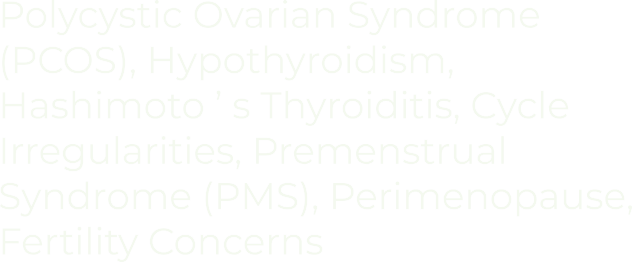 Polycystic Ovarian Syndrome
(PCOS), Hypothyroidism,
Hashimoto ’ s Thyroiditis, Cycle
Irregularities, Premenstrual
Syndrome (PMS), Perimenopause,
Fertility Concerns